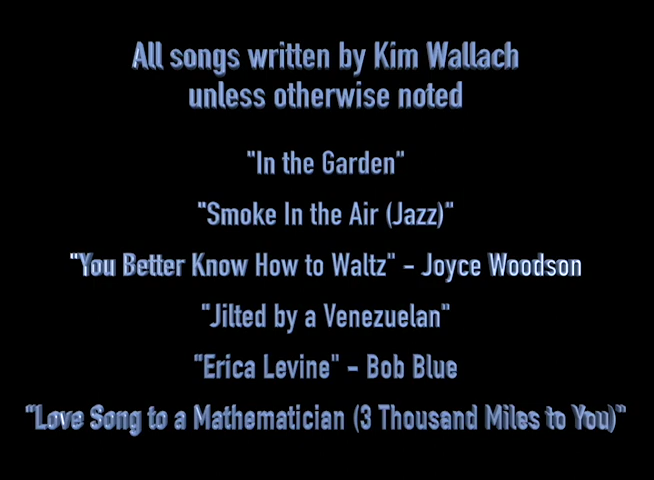 All songs written by Kim Wallach
unless otherwise noted
"In the Garden"
"Smoke In the Air (Jazz)"
"You Better Know How to Waltz" - Joyce Woodson
"Jilted by a Venezuelan"
"Erica Levine" - Bob Blue
"Love Song to a Mathematician (3 Thousand Miles to You)"